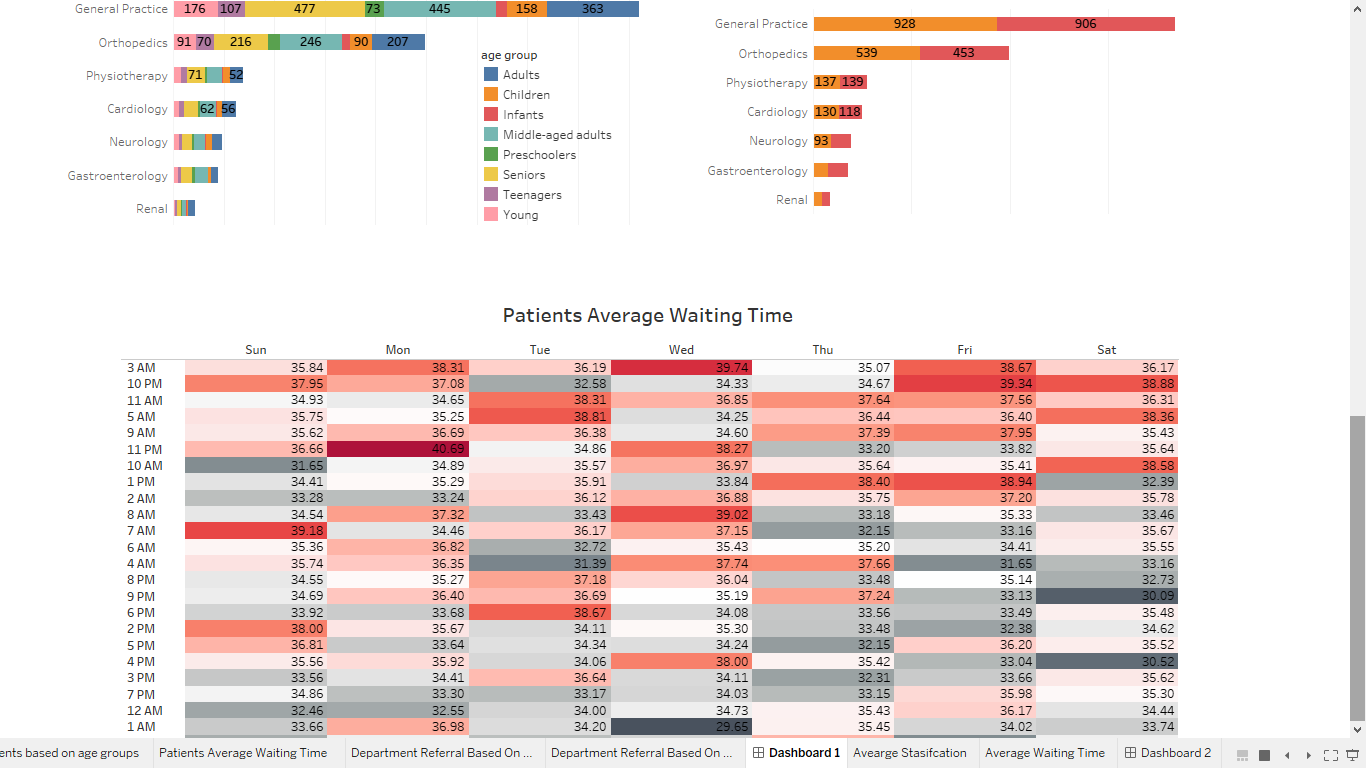 General Practice 176 107 477 73 445 158 363
Orthopedics 91 70 216 246 90 207
Physiotherapy 71 52
Cardiology 62 56
Neurology
Gastroenterology
Renal
age group
Adults
Children
Infants
Middle-aged adults
Preschoolers
Seniors
Teenagers
Young
General Practice 928 906
Orthopedics 539 453
Physiotherapy 137 139
Cardiology 130 118
Neurology 93
Gastroenterology
Renal
Patients Average Waiting Time
Sun Mon Tue Wed Thu Fri Sat
3 AM 35.84 38.31 36.19 39.74 35.07 38.67 36.17
10 PM 37.95 37.08 32.58 34.33 34.67 39.34 38.88
11 AM 34.93 34.65 38.31 36.85 37.64 37.56 36.31
5 AM 35.75 35.25 38.81 34.25 36.44 36.40 38.36
9 AM 35.62 36.69 36.38 34.60 37.39 37.95 35.43
11 PM 36.66 40.69 34.86 38.27 33.20 33.82 35.64
10 AM 31.65 34.89 35.57 36.97 35.64 35.41 38.58
1 PM 34.41 35.29 35.91 33.84 38.40 38.94 32.39
2 AM 33.28 33.24 36.12 36.88 35.75 37.20 35.78
8 AM 34.54 37.32 33.43 39.02 33.18 35.33 33.46
7 AM 39.18 34.46 36.17 37.15 32.15 33.16 35.67
6 AM 35.36 36.82 32.72 35.43 35.20 34.41 35.55
4 AM 35.74 36.35 31.39 37.74 37.66 31.65 33.16
8 PM 34.55 35.27 37.18 36.04 33.48 35.14 32.73
9 PM 34.69 36.40 36.69 35.19 37.24 33.13 30.09
6 PM 33.92 33.68 38.67 34.08 33.56 33.49 35.48
2 PM 38.00 35.67 34.11 35.30 33.48 32.38 34.62
5 PM 36.81 33.64 34.34 34.24 32.15 36.20 35.52
4 PM 35.56 35.92 34.06 38.00 35.42 33.04 30.52
3 PM 33.56 34.41 36.64 34.11 32.31 33.66 35.62
7 PM 34.86 33.30 33.17 34.03 33.15 35.98 35.30
12 AM 32.46 32.55 34.00 34.73 35.43 36.17 34.44
1 AM 33.66 36.98 34.20 29.65 35.45 34.02 33.74
ents based on age groups Patients Average Waiting Time Department Referral Based On ... Department Referral Based On ... Dashboard 1 Avearge Stasifcation Average Waiting Time Dashboard 2